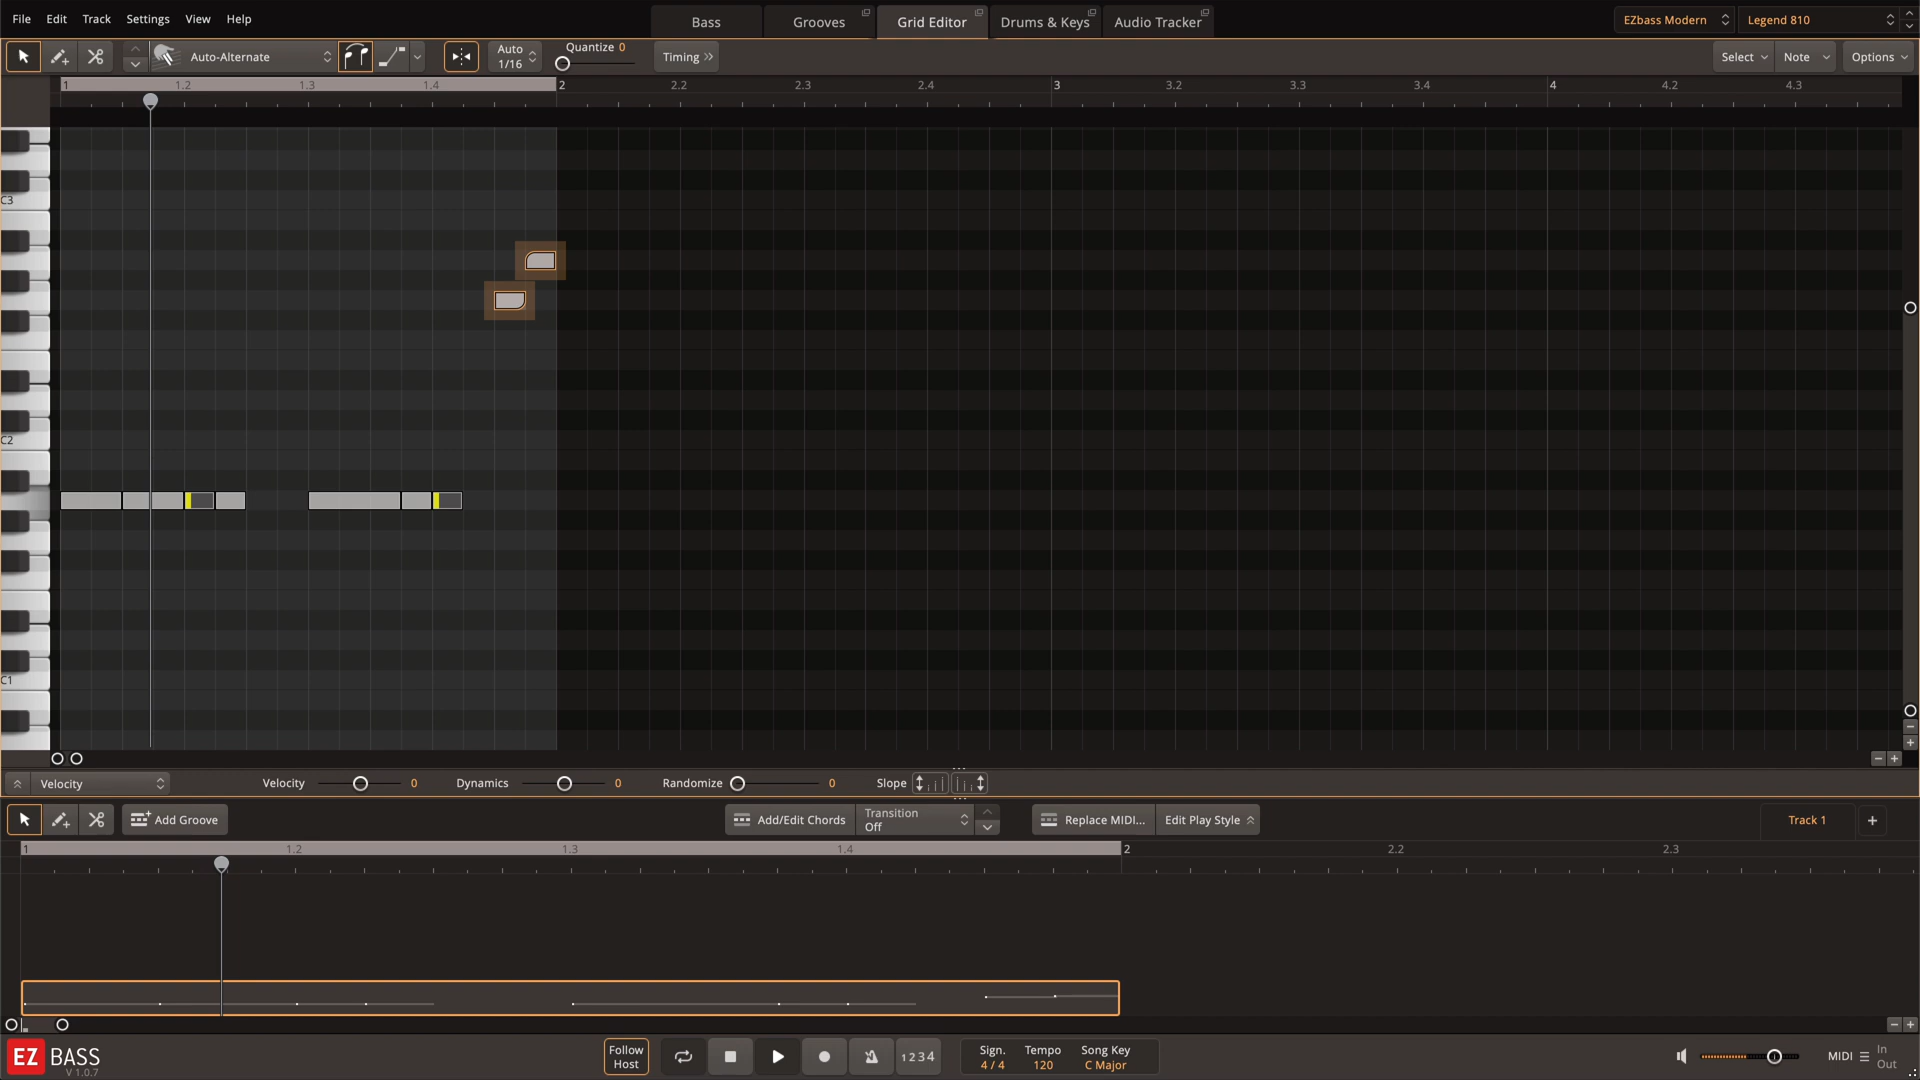 File Edit Track Settings View Help
Bass Grooves Grid Editor Drums & Keys Audio Tracker
EZbass Modern Legend 810
Auto-Alternate
Auto
1/16
Quantize 0
Timing
Select Note Options
1 1.2 1.3 1.4 2 2.2 2.3 2.4 3 3.2 3.3 3.4 4 4.2 4.3
C3
C2
C1
Velocity Velocity 0 Dynamics 0 Randomize 0 Slope
Add Groove
Add/Edit Chords
Transition
Off
Replace MIDI... Edit Play Style
Track 1 +
1 1.2 1.3 1.4 2 2.2 2.3
EZ BASS
V 1.0.7
Follow
Host
1 2 3 4
Sign. Tempo Song Key
4 / 4 120 C Major
MIDI In
Out